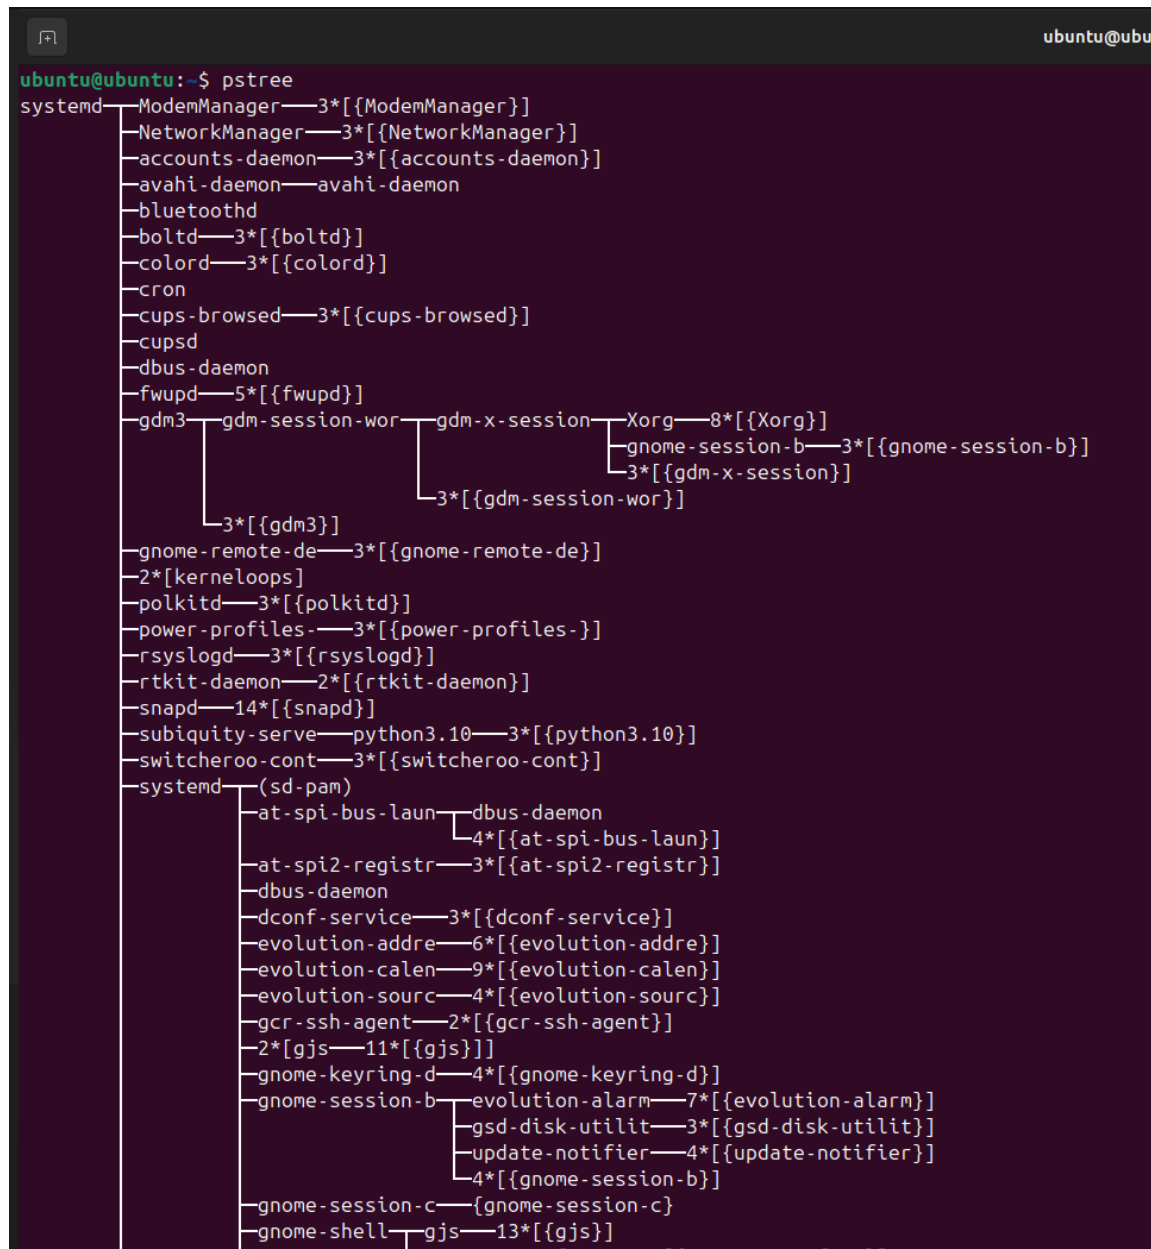 ubuntu@ubu
ubuntu@ubuntu:~$ pstree
systemd─┬─ModemManager───3*[{ModemManager}]
        ├─NetworkManager───3*[{NetworkManager}]
        ├─accounts-daemon───3*[{accounts-daemon}]
        ├─avahi-daemon───avahi-daemon
        ├─bluetoothd
        ├─boltd───3*[{boltd}]
        ├─colord───3*[{colord}]
        ├─cron
        ├─cups-browsed───3*[{cups-browsed}]
        ├─cupsd
        ├─dbus-daemon
        ├─fwupd───5*[{fwupd}]
        ├─gdm3─┬─gdm-session-wor─┬─gdm-x-session─┬─Xorg───8*[{Xorg}]
        │      │                 │               ├─gnome-session-b───3*[{gnome-session-b}]
        │      │                 │               └─3*[{gdm-x-session}]
        │      │                 └─3*[{gdm-session-wor}]
        │      └─3*[{gdm3}]
        ├─gnome-remote-de───3*[{gnome-remote-de}]
        ├─2*[kerneloops]
        ├─polkitd───3*[{polkitd}]
        ├─power-profiles-───3*[{power-profiles-}]
        ├─rsyslogd───3*[{rsyslogd}]
        ├─rtkit-daemon───2*[{rtkit-daemon}]
        ├─snapd───14*[{snapd}]
        ├─subiquity-serve───python3.10───3*[{python3.10}]
        ├─switcheroo-cont───3*[{switcheroo-cont}]
        ├─systemd─┬─(sd-pam)
        │         ├─at-spi-bus-laun─┬─dbus-daemon
        │         │                 └─4*[{at-spi-bus-laun}]
        │         ├─at-spi2-registr───3*[{at-spi2-registr}]
        │         ├─dbus-daemon
        │         ├─dconf-service───3*[{dconf-service}]
        │         ├─evolution-addre───6*[{evolution-addre}]
        │         ├─evolution-calen───9*[{evolution-calen}]
        │         ├─evolution-sourc───4*[{evolution-sourc}]
        │         ├─gcr-ssh-agent───2*[{gcr-ssh-agent}]
        │         ├─2*[gjs───11*[{gjs}]]
        │         ├─gnome-keyring-d───4*[{gnome-keyring-d}]
        │         ├─gnome-session-b─┬─evolution-alarm───7*[{evolution-alarm}]
        │         │                 ├─gsd-disk-utilit───3*[{gsd-disk-utilit}]
        │         │                 ├─update-notifier───4*[{update-notifier}]
        │         │                 └─4*[{gnome-session-b}]
        │         ├─gnome-session-c───{gnome-session-c}
        │         ├─gnome-shell─┬─gjs───13*[{gjs}]